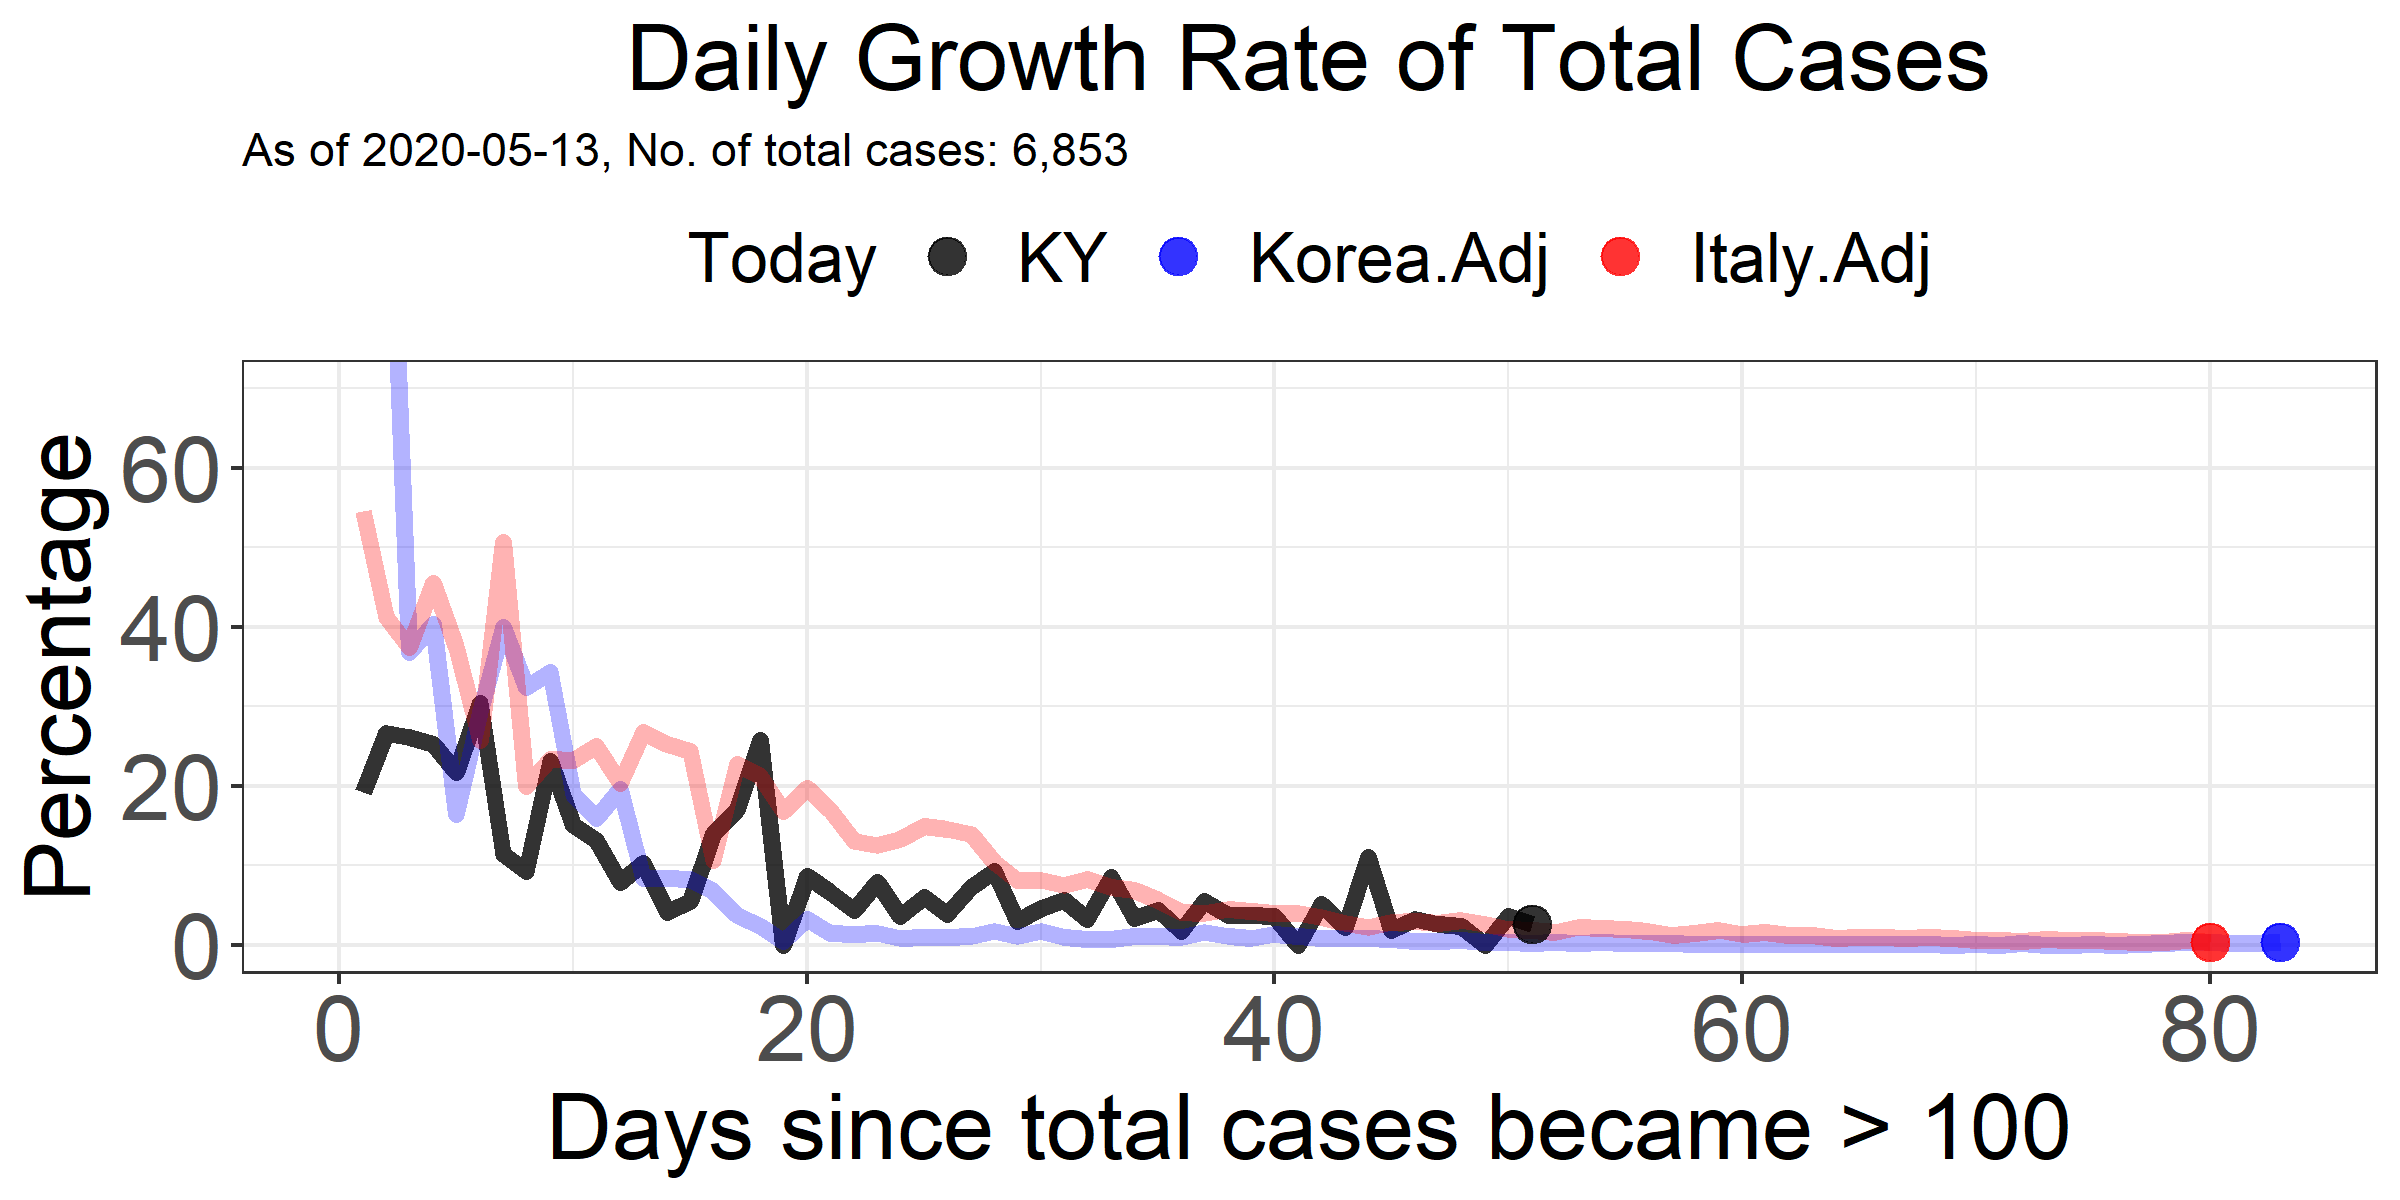 Daily Growth Rate of Total Cases
As of 2020-05-13, No. of total cases: 6,853
Today KY Korea.Adj Italy.Adj
Percentage
60
40
20
0
0 20 40 60 80
Days since total cases became > 100